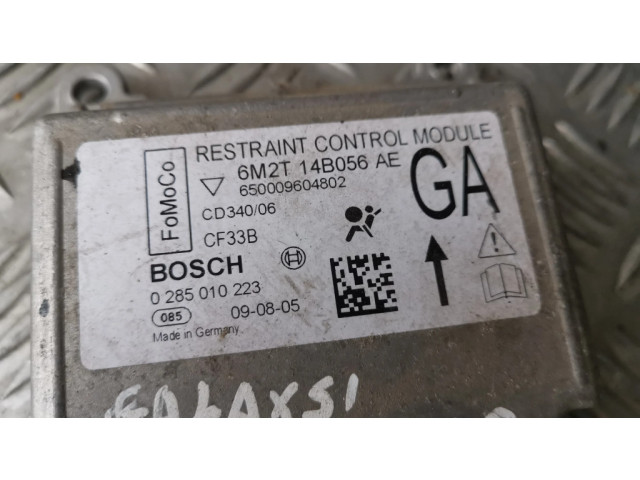 FoMoCo
RESTRAINT CONTROL MODULE
6M2T 14B056 AE
650009604802
GA
CD340/06
CF33B
BOSCH
0 285 010 223
085
09-08-05
Made in Germany